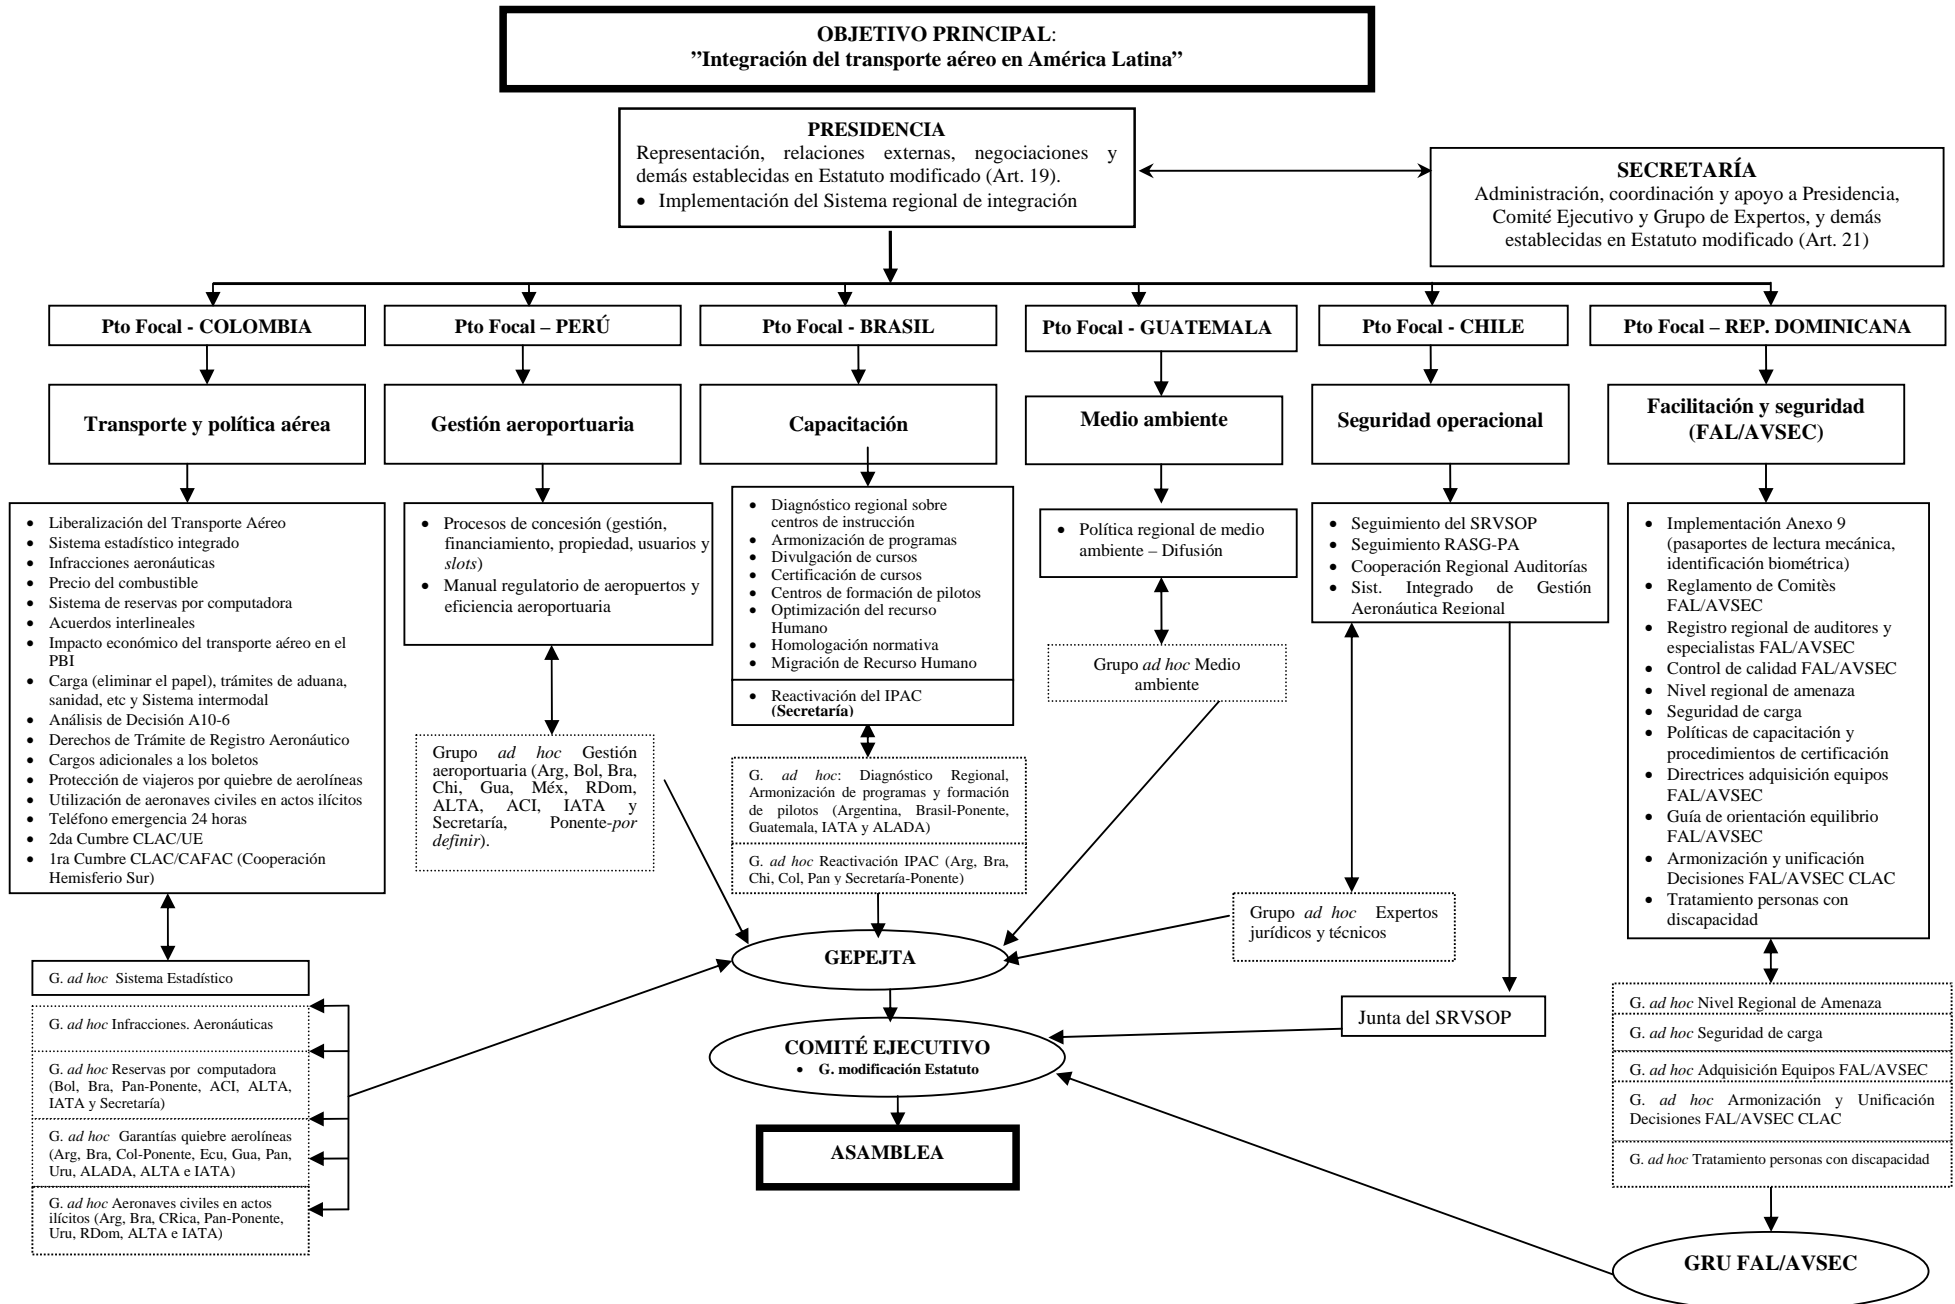 OBJETIVO PRINCIPAL:
”Integración del transporte aéreo en América Latina”
PRESIDENCIA
Representación, relaciones externas, negociaciones y
demás establecidas en Estatuto modificado (Art. 19).
• Implementación del Sistema regional de integración
SECRETARÍA
Administración, coordinación y apoyo a Presidencia,
Comité Ejecutivo y Grupo de Expertos, y demás
establecidas en Estatuto modificado (Art. 21)
Pto Focal - COLOMBIA
Pto Focal – PERÚ
Pto Focal - BRASIL
Pto Focal - GUATEMALA
Pto Focal - CHILE
Pto Focal – REP. DOMINICANA
Transporte y política aérea
Gestión aeroportuaria
Capacitación
Medio ambiente
Seguridad operacional
Facilitación y seguridad
(FAL/AVSEC)
• Liberalización del Transporte Aéreo
• Sistema estadístico integrado
• Infracciones aeronáuticas
• Precio del combustible
• Sistema de reservas por computadora
• Acuerdos interlineales
• Impacto económico del transporte aéreo en el
PBI
• Carga (eliminar el papel), trámites de aduana,
sanidad, etc y Sistema intermodal
• Análisis de Decisión A10-6
• Derechos de Trámite de Registro Aeronáutico
• Cargos adicionales a los boletos
• Protección de viajeros por quiebre de aerolíneas
• Utilización de aeronaves civiles en actos ilícitos
• Teléfono emergencia 24 horas
• 2da Cumbre CLAC/UE
• 1ra Cumbre CLAC/CAFAC (Cooperación
Hemisferio Sur)
• Procesos de concesión (gestión,
financiamiento, propiedad, usuarios y
slots)
• Manual regulatorio de aeropuertos y
eficiencia aeroportuaria
• Diagnóstico regional sobre
centros de instrucción
• Armonización de programas
• Divulgación de cursos
• Certificación de cursos
• Centros de formación de pilotos
• Optimización del recurso
Humano
• Homologación normativa
• Migración de Recurso Humano
• Reactivación del IPAC
(Secretaría)
• Política regional de medio
ambiente – Difusión
• Seguimiento del SRVSOP
• Seguimiento RASG-PA
• Cooperación Regional Auditorías
• Sist. Integrado de Gestión
Aeronáutica Regional
• Implementación Anexo 9
(pasaportes de lectura mecánica,
identificación biométrica)
• Reglamento de Comitès
FAL/AVSEC
• Registro regional de auditores y
especialistas FAL/AVSEC
• Control de calidad FAL/AVSEC
• Nivel regional de amenaza
• Seguridad de carga
• Políticas de capacitación y
procedimientos de certificación
• Directrices adquisición equipos
FAL/AVSEC
• Guía de orientación equilibrio
FAL/AVSEC
• Armonización y unificación
Decisiones FAL/AVSEC CLAC
• Tratamiento personas con
discapacidad
Grupo ad hoc Gestión
aeroportuaria (Arg, Bol, Bra,
Chi, Gua, Méx, RDom,
ALTA, ACI, IATA y
Secretaría, Ponente-por
definir).
G. ad hoc: Diagnóstico Regional,
Armonización de programas y formación
de pilotos (Argentina, Brasil-Ponente,
Guatemala, IATA y ALADA)
G. ad hoc Reactivación IPAC (Arg, Bra,
Chi, Col, Pan y Secretaría-Ponente)
Grupo ad hoc Medio
ambiente
Grupo ad hoc Expertos
jurídicos y técnicos
Junta del SRVSOP
GEPEJTA
COMITÉ EJECUTIVO
• G. modificación Estatuto
ASAMBLEA
G. ad hoc Sistema Estadístico
G. ad hoc Infracciones. Aeronáuticas
G. ad hoc Reservas por computadora
(Bol, Bra, Pan-Ponente, ACI, ALTA,
IATA y Secretaría)
G. ad hoc Garantías quiebre aerolíneas
(Arg, Bra, Col-Ponente, Ecu, Gua, Pan,
Uru, ALADA, ALTA e IATA)
G. ad hoc Aeronaves civiles en actos
ilícitos (Arg, Bra, CRica, Pan-Ponente,
Uru, RDom, ALTA e IATA)
G. ad hoc Nivel Regional de Amenaza
G. ad hoc Seguridad de carga
G. ad hoc Adquisición Equipos FAL/AVSEC
G. ad hoc Armonización y Unificación
Decisiones FAL/AVSEC CLAC
G. ad hoc Tratamiento personas con discapacidad
GRU FAL/AVSEC